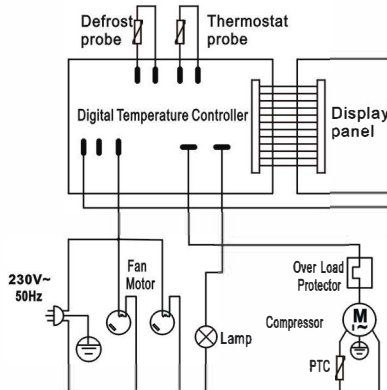 Defrost probe
Thermostat probe
Digital Temperature Controller
Display panel
230V~
50Hz
Fan
Motor
Lamp
Over Load
Protector
Compressor
M
1~
PTC